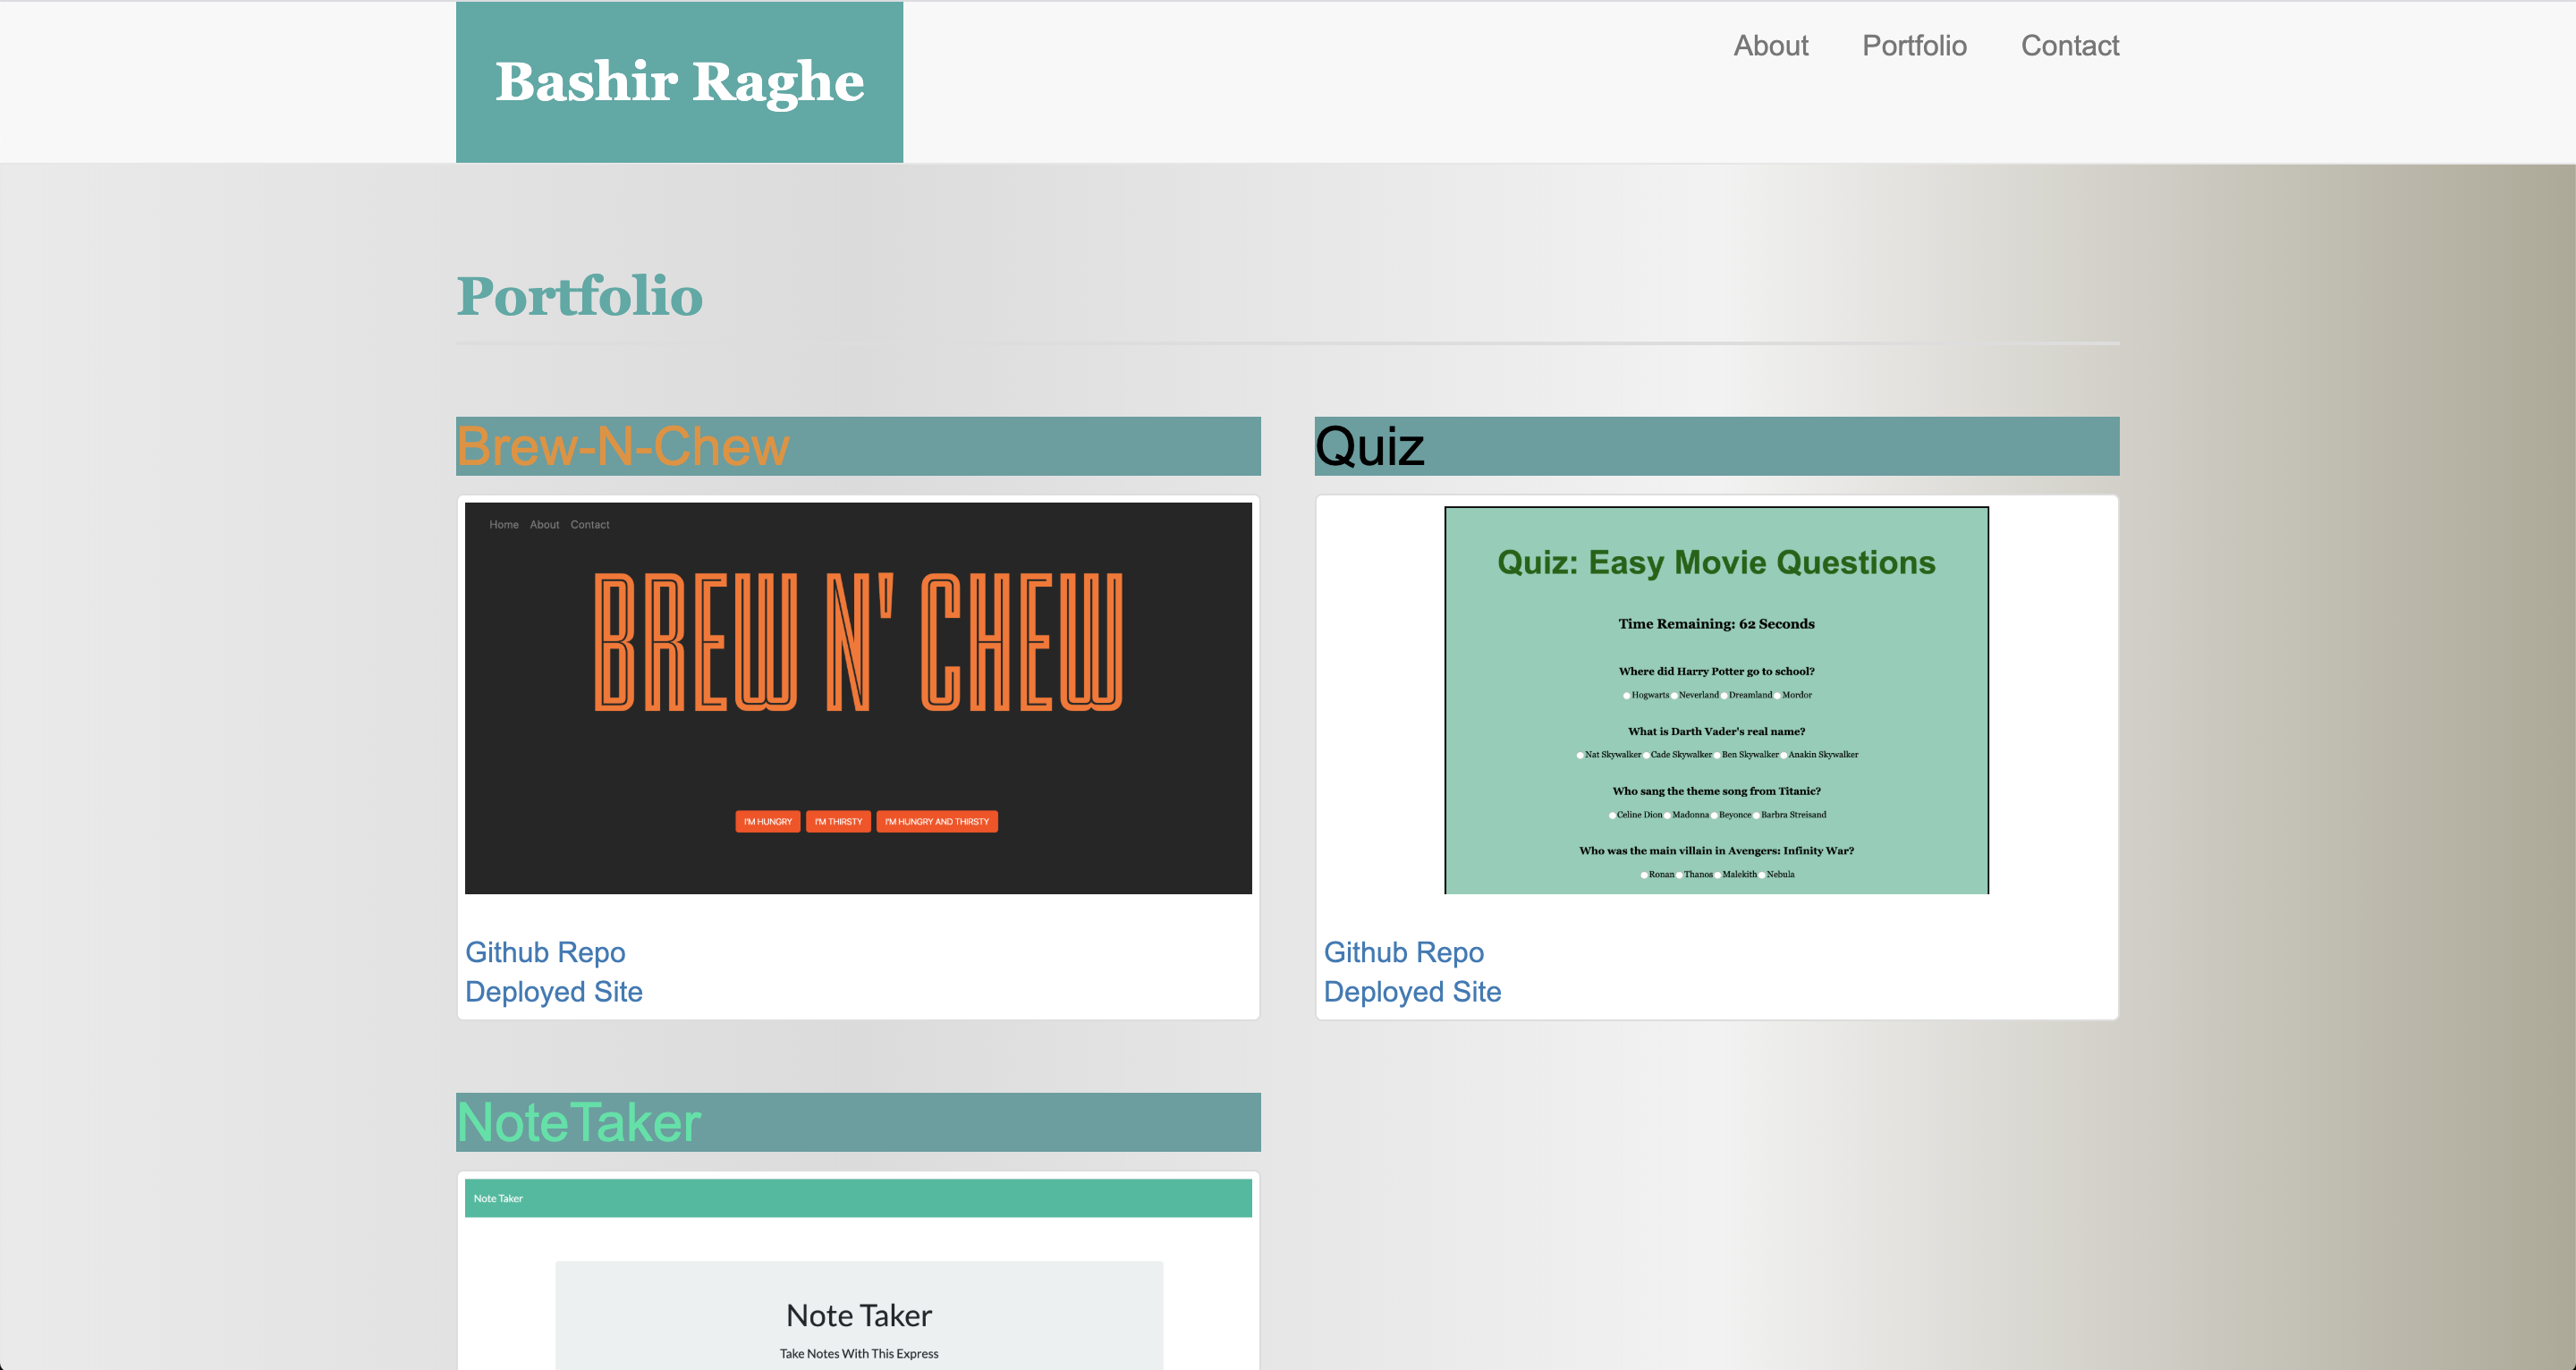 Bashir Raghe
About Portfolio Contact
Portfolio
Brew-N-Chew
Home About Contact
BREW N' CHEW
I'M HUNGRY I'M THIRSTY I'M HUNGRY AND THIRSTY
Github Repo
Deployed Site
Quiz
Quiz: Easy Movie Questions
Time Remaining: 62 Seconds
Where did Harry Potter go to school?
Hogwarts Neverland Dreamland Mordor
What is Darth Vader's real name?
Nat Skywalker Cade Skywalker Ben Skywalker Anakin Skywalker
Who sang the theme song from Titanic?
Celine Dion Madonna Beyonce Barbra Streisand
Who was the main villain in Avengers: Infinity War?
Ronan Thanos Malekith Nebula
Github Repo
Deployed Site
NoteTaker
Note Taker
Note Taker
Take Notes With This Express